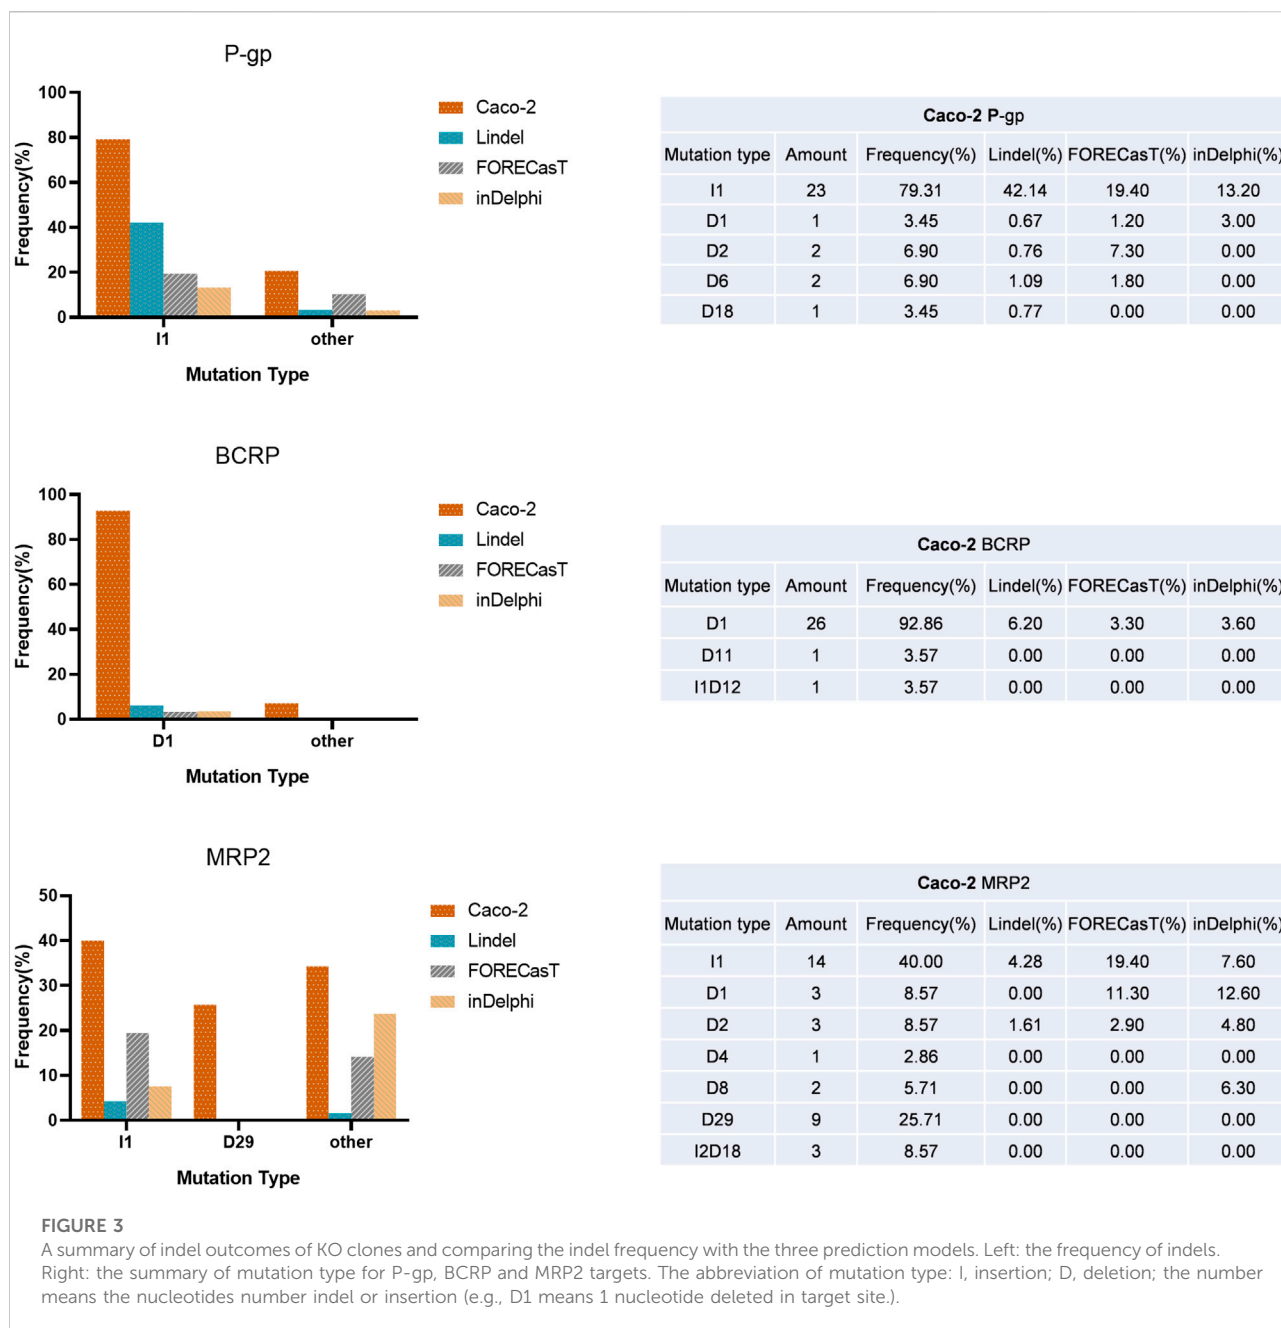 P-gp
100
80
60
40
20
0
Frequency(%)
I1 other
Mutation Type
Caco-2
Lindel
FORECasT
inDelphi
Caco-2 P-gp
Mutation type Amount Frequency(%) Lindel(%) FORECasT(%) inDelphi(%)
I1 23 79.31 42.14 19.40 13.20
D1 1 3.45 0.67 1.20 3.00
D2 2 6.90 0.76 7.30 0.00
D6 2 6.90 1.09 1.80 0.00
D18 1 3.45 0.77 0.00 0.00
BCRP
100
80
60
40
20
0
Frequency(%)
D1 other
Mutation Type
Caco-2
Lindel
FORECasT
inDelphi
Caco-2 BCRP
Mutation type Amount Frequency(%) Lindel(%) FORECasT(%) inDelphi(%)
D1 26 92.86 6.20 3.30 3.60
D11 1 3.57 0.00 0.00 0.00
I1D12 1 3.57 0.00 0.00 0.00
MRP2
50
40
30
20
10
0
Frequency(%)
I1 D29 other
Mutation Type
Caco-2
Lindel
FORECasT
inDelphi
Caco-2 MRP2
Mutation type Amount Frequency(%) Lindel(%) FORECasT(%) inDelphi(%)
I1 14 40.00 4.28 19.40 7.60
D1 3 8.57 0.00 11.30 12.60
D2 3 8.57 1.61 2.90 4.80
D4 1 2.86 0.00 0.00 0.00
D8 2 5.71 0.00 0.00 6.30
D29 9 25.71 0.00 0.00 0.00
I2D18 3 8.57 0.00 0.00 0.00
FIGURE 3
A summary of indel outcomes of KO clones and comparing the indel frequency with the three prediction models. Left: the frequency of indels.
Right: the summary of mutation type for P-gp, BCRP and MRP2 targets. The abbreviation of mutation type: I, insertion; D, deletion; the number
means the nucleotides number indel or insertion (e.g., D1 means 1 nucleotide deleted in target site.).